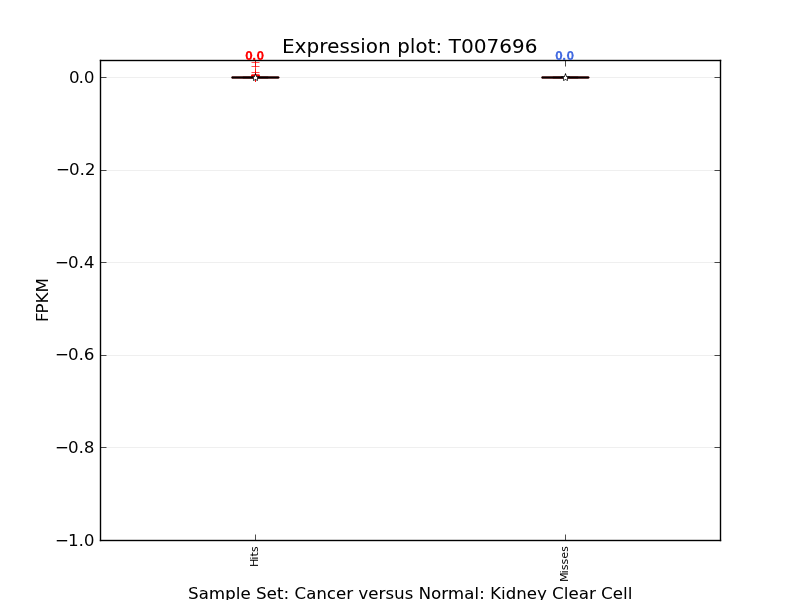 Expression plot: T007696
0.0 0.0
0.0
−0.2
−0.4
−0.6
−0.8
−1.0
FPKM
Hits Misses
Sample Set: Cancer versus Normal: Kidney Clear Cell